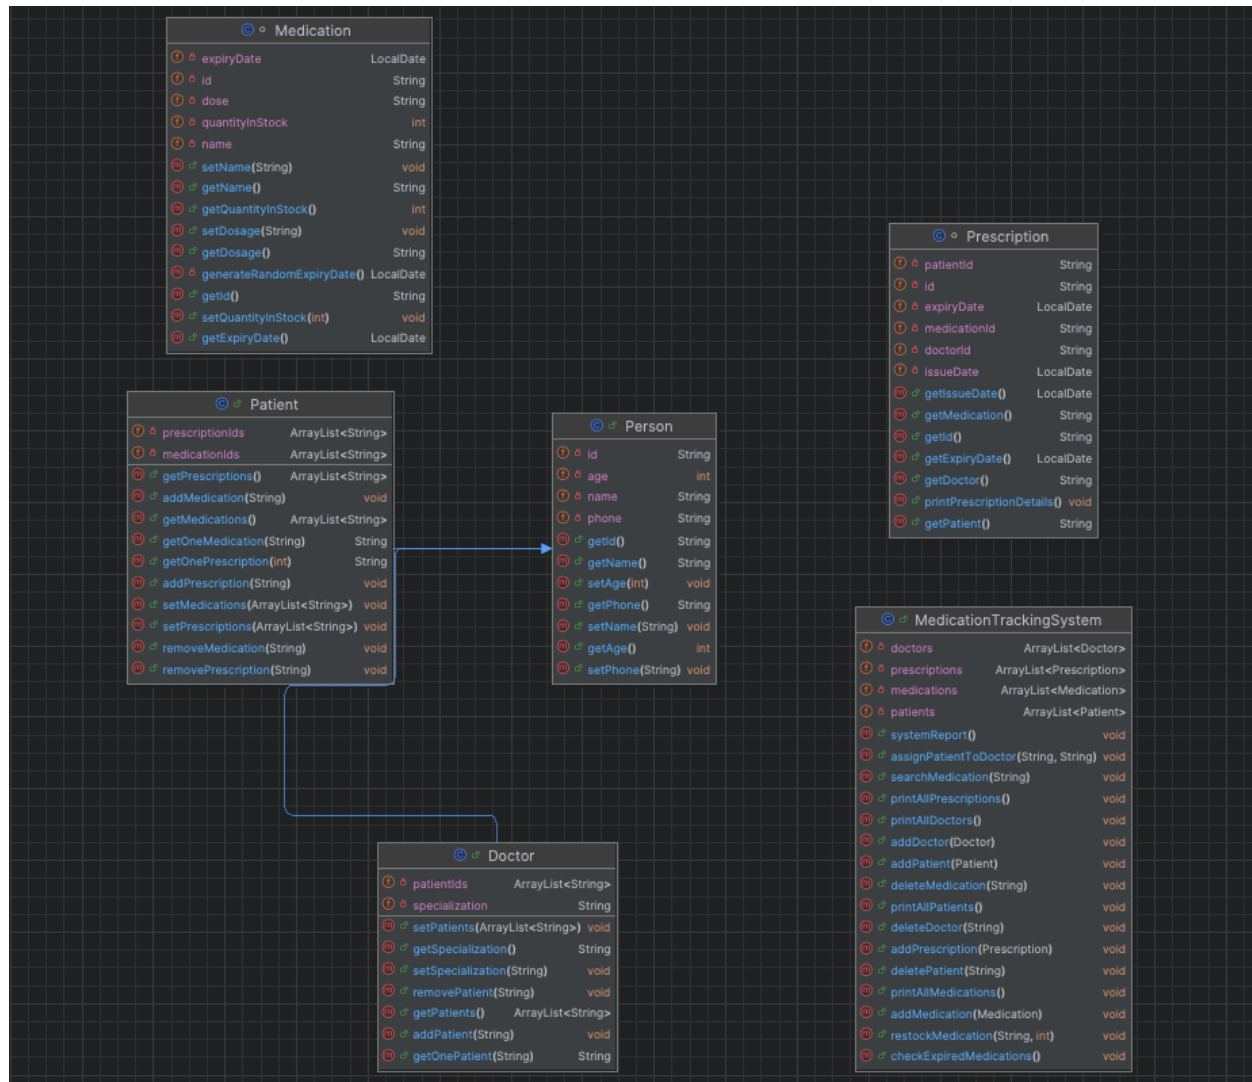 Medication
expiryDate LocalDate
id String
dose String
quantityInStock int
name String
setName(String) void
getName() String
getQuantityInStock() int
setDosage(String) void
getDosage() String
generateRandomExpiryDate() LocalDate
getId() String
setQuantityInStock(int) void
getExpiryDate() LocalDate
Prescription
patientId String
id String
expiryDate LocalDate
medicationId String
doctorId String
issueDate LocalDate
getIssueDate() LocalDate
getMedication() String
getId() String
getExpiryDate() LocalDate
getDoctor() String
printPrescriptionDetails() void
getPatient() String
Patient
prescriptionIds ArrayList<String>
medicationIds ArrayList<String>
getPrescriptions() ArrayList<String>
addMedication(String) void
getMedications() ArrayList<String>
getOneMedication(String) String
getOnePrescription(int) String
addPrescription(String) void
setMedications(ArrayList<String>) void
setPrescriptions(ArrayList<String>) void
removeMedication(String) void
removePrescription(String) void
Person
id String
age int
name String
phone String
getId() String
getName() String
setAge(int) void
getPhone() String
setName(String) void
getAge() int
setPhone(String) void
MedicationTrackingSystem
doctors ArrayList<Doctor>
prescriptions ArrayList<Prescription>
medications ArrayList<Medication>
patients ArrayList<Patient>
systemReport() void
assignPatientToDoctor(String, String) void
searchMedication(String) void
printAllPrescriptions() void
printAllDoctors() void
addDoctor(Doctor) void
addPatient(Patient) void
deleteMedication(String) void
printAllPatients() void
deleteDoctor(String) void
addPrescription(Prescription) void
deletePatient(String) void
printAllMedications() void
addMedication(Medication) void
restockMedication(String, int) void
checkExpiredMedications() void
Doctor
patientIds ArrayList<String>
specialization String
setPatients(ArrayList<String>) void
getSpecialization() String
setSpecialization(String) void
removePatient(String) void
getPatients() ArrayList<String>
addPatient(String) void
getOnePatient(String) String